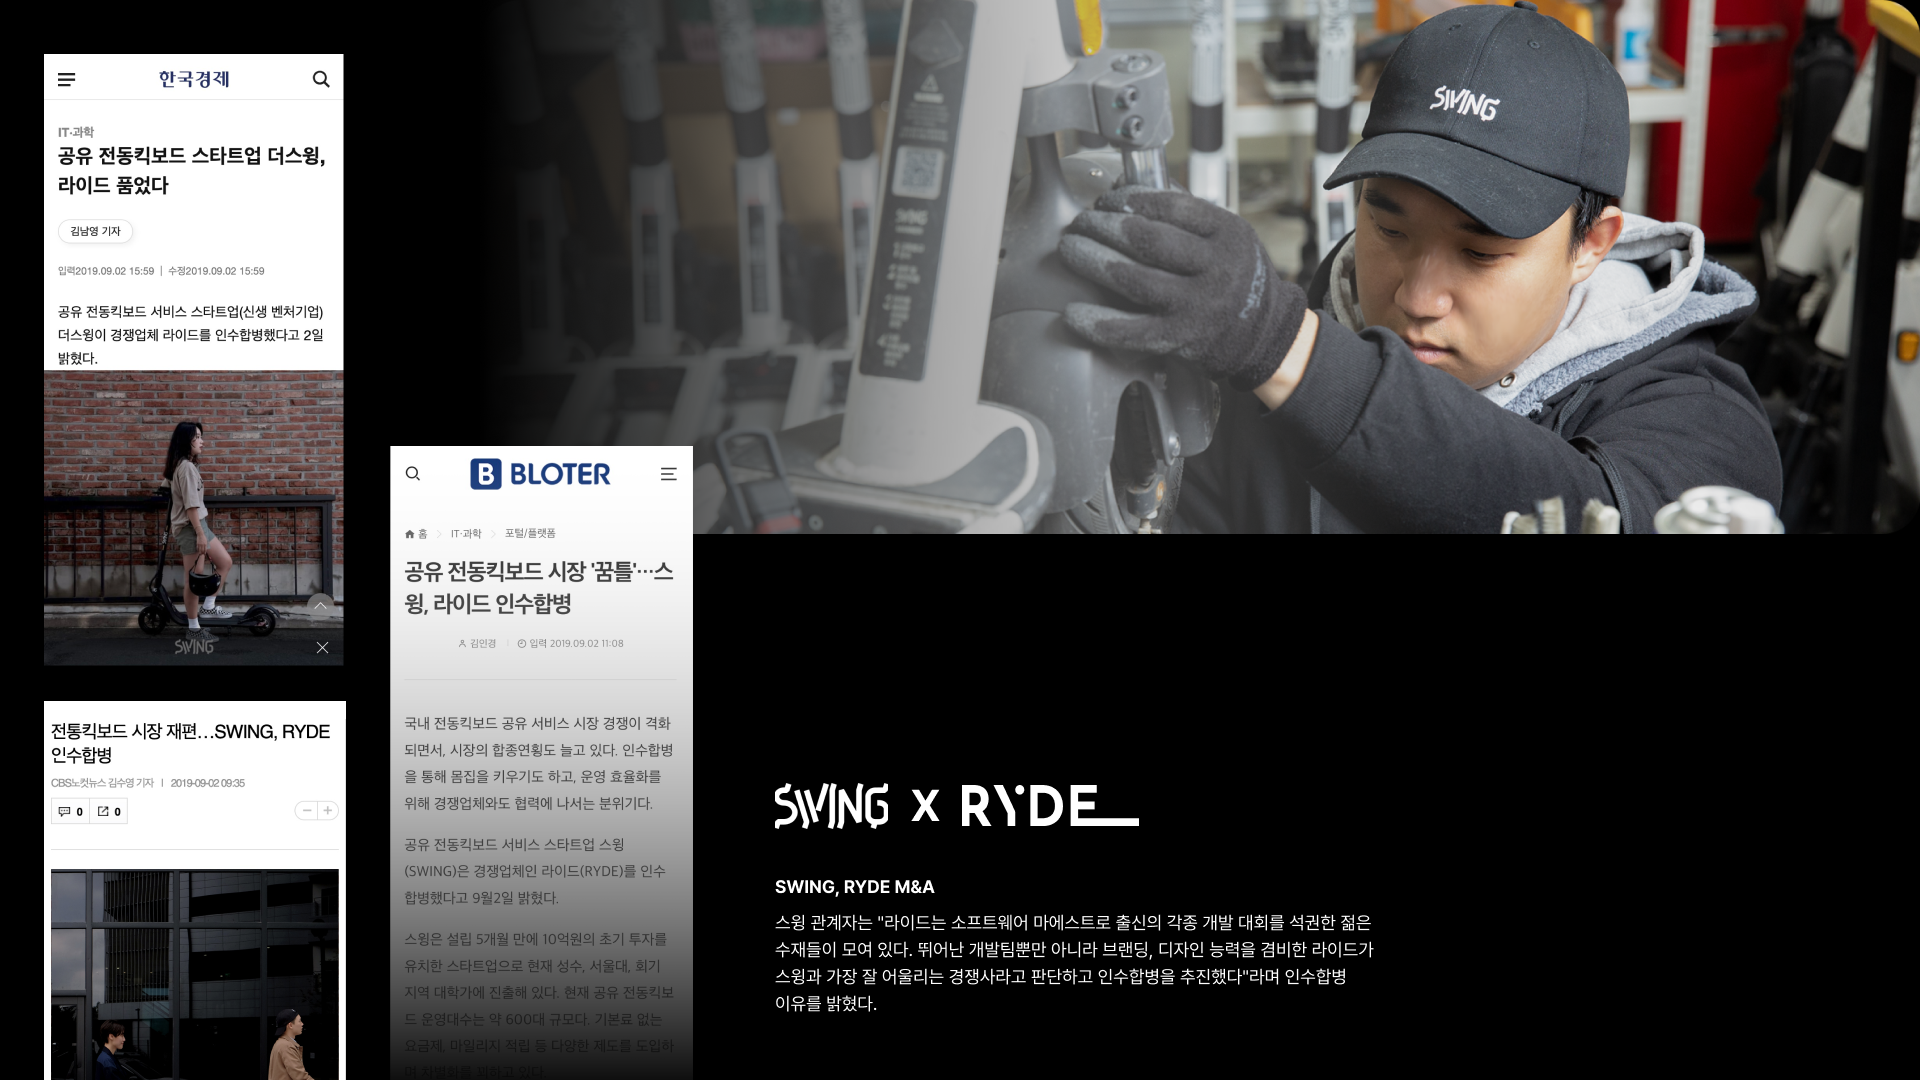 한국경제
IT·과학
공유 전동킥보드 스타트업 더스윙,
라이드 품었다
김남영 기자
입력2019.09.02 15:59 | 수정2019.09.02 15:59
공유 전동킥보드 서비스 스타트업(신생 벤처기업)
더스윙이 경쟁업체 라이드를 인수합병했다고 2일
밝혔다.
SWING
전통킥보드 시장 재편…SWING, RYDE
인수합병
CBS노컷뉴스 김수영 기자 | 2019-09-02 09:35
0 0
B BLOTER
홈 > IT·과학 > 포털/플랫폼
공유 전동킥보드 시장 '꿈틀'…스
윙, 라이드 인수합병
김인경 | 입력 2019.09.02 11:08
국내 전동킥보드 공유 서비스 시장 경쟁이 격화
되면서, 시장의 합종연횡도 늘고 있다. 인수합병
을 통해 몸집을 키우기도 하고, 운영 효율화를
위해 경쟁업체와도 협력에 나서는 분위기다.
공유 전동킥보드 서비스 스타트업 스윙
(SWING)은 경쟁업체인 라이드(RYDE)를 인수
합병했다고 9월2일 밝혔다.
스윙은 설립 5개월 만에 10억원의 초기 투자를
유치한 스타트업으로 현재 성수, 서울대, 회기
지역 대학가에 진출해 있다. 현재 공유 전동킥보
드 운영대수는 약 600대 규모다. 기본료 없는
요금제, 마일리지 적립 등 다양한 제도를 도입하
며 차별화를 꾀하고 있다.
SWING
SWING
SWING X RYDE
SWING, RYDE M&A
스윙 관계자는 "라이드는 소프트웨어 마에스트로 출신의 각종 개발 대회를 석권한 젊은
수재들이 모여 있다. 뛰어난 개발팀뿐만 아니라 브랜딩, 디자인 능력을 겸비한 라이드가
스윙과 가장 잘 어울리는 경쟁사라고 판단하고 인수합병을 추진했다"라며 인수합병
이유를 밝혔다.